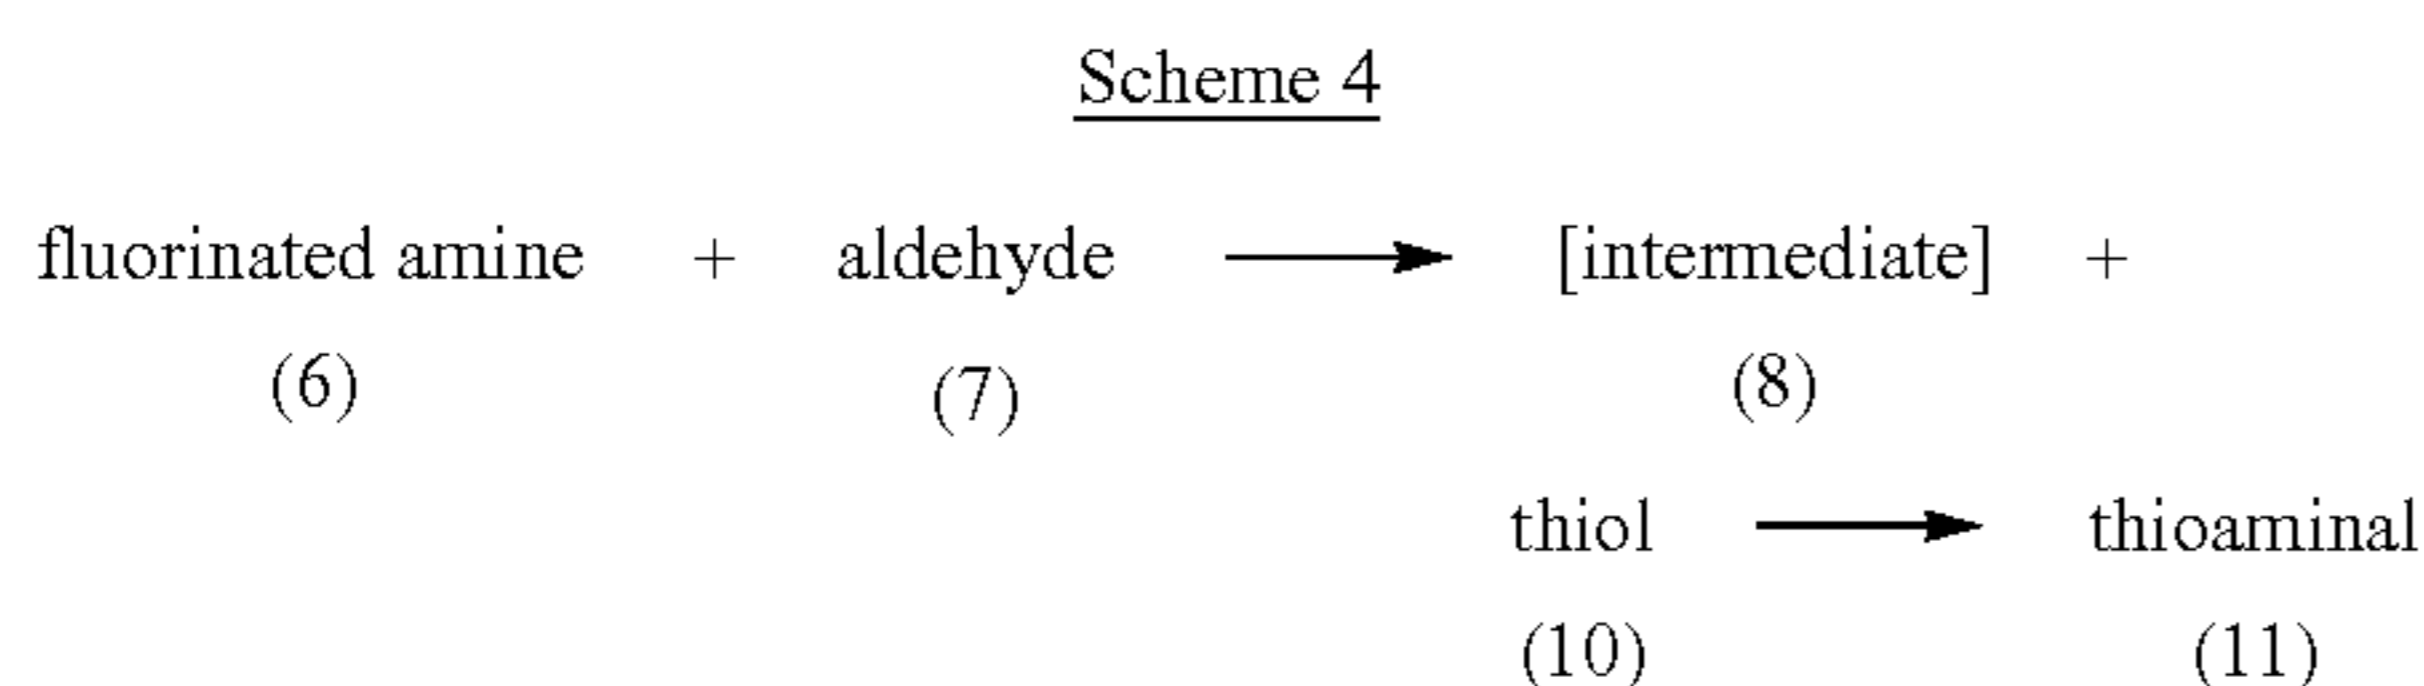 Scheme 4
fluorinated amine + aldehyde ⟶ [intermediate] +
(6) (7) (8)
thiol ⟶ thioaminal
(10) (11)